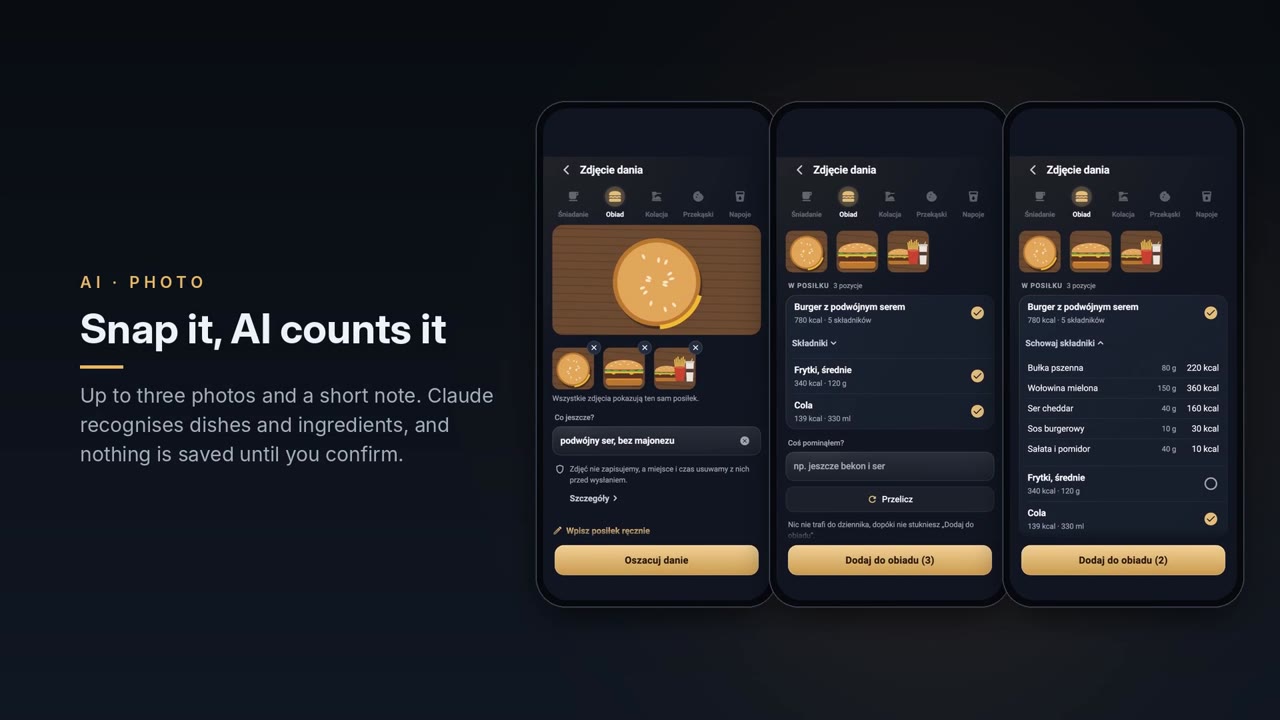 AI · PHOTO
Snap it, AI counts it
Up to three photos and a short note. Claude
recognises dishes and ingredients, and
nothing is saved until you confirm.
Zdjęcie dania
Śniadanie Obiad Kolacja Przekąski Napoje
Wszystkie zdjęcia pokazują ten sam posiłek.
Co jeszcze?
podwójny ser, bez majonezu
Zdjęć nie zapisujemy, a miejsce i czas usuwamy z nich
przed wysłaniem.
Szczegóły
Wpisz posiłek ręcznie
Oszacuj danie
Zdjęcie dania
Śniadanie Obiad Kolacja Przekąski Napoje
W POSIŁKU 3 pozycje
Burger z podwójnym serem
780 kcal · 5 składników
Składniki
Frytki, średnie
340 kcal · 120 g
Cola
139 kcal · 330 ml
Coś pominąłem?
np. jeszcze bekon i ser
Przelicz
Nic nie trafi do dziennika, dopóki nie stukniesz „Dodaj do
obiadu”.
Dodaj do obiadu (3)
Zdjęcie dania
Śniadanie Obiad Kolacja Przekąski Napoje
W POSIŁKU 3 pozycje
Burger z podwójnym serem
780 kcal · 5 składników
Schowaj składniki
Bułka pszenna 80 g 220 kcal
Wołowina mielona 150 g 360 kcal
Ser cheddar 40 g 160 kcal
Sos burgerowy 10 g 30 kcal
Sałata i pomidor 40 g 10 kcal
Frytki, średnie
340 kcal · 120 g
Cola
139 kcal · 330 ml
Dodaj do obiadu (2)